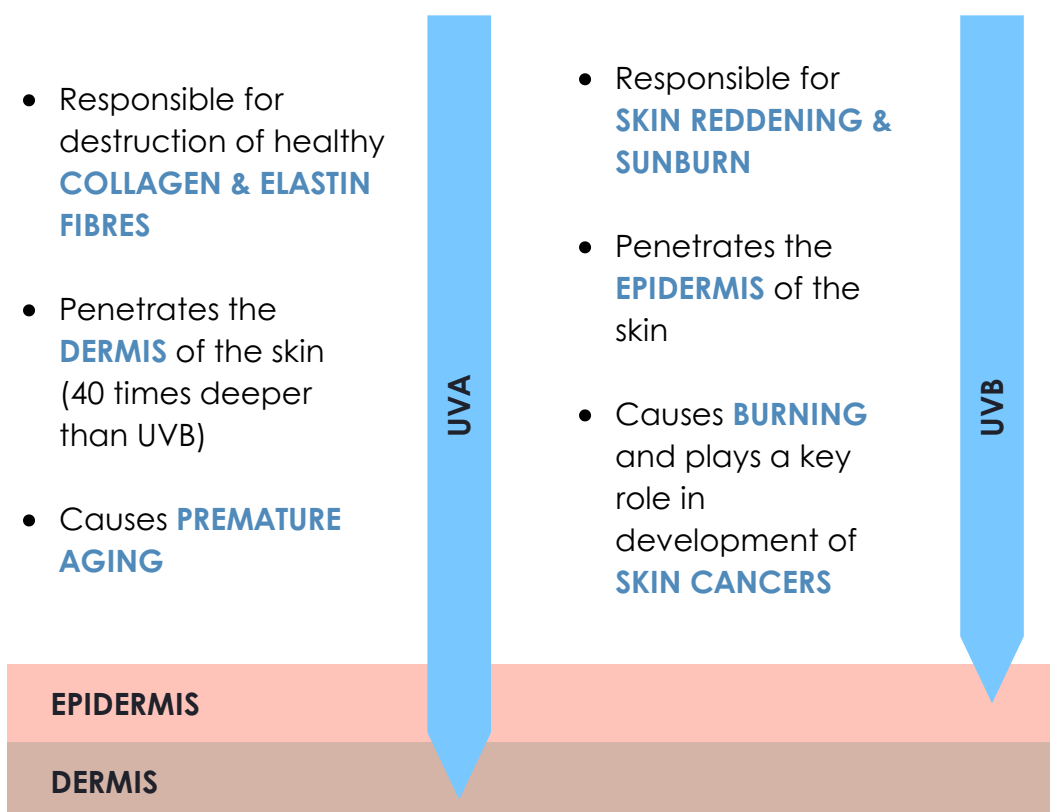 • Responsible for
destruction of healthy
COLLAGEN & ELASTIN
FIBRES
• Penetrates the
DERMIS of the skin
(40 times deeper
than UVB)
• Causes PREMATURE
AGING
UVA
• Responsible for
SKIN REDDENING &
SUNBURN
• Penetrates the
EPIDERMIS of the
skin
• Causes BURNING
and plays a key
role in
development of
SKIN CANCERS
UVB
EPIDERMIS
DERMIS